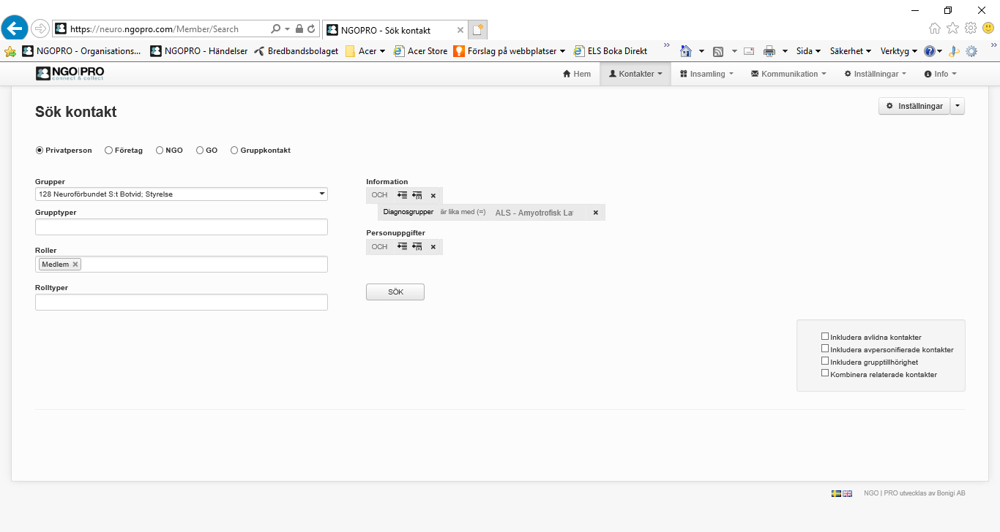 https://neuro.ngopro.com/Member/Search
NGOPRO - Sök kontakt
NGOPRO - Organisations...
NGOPRO - Händelser
Bredbandsbolaget
Acer
Acer Store
Förslag på webbplatser
ELS Boka Direkt
Sida
Säkerhet
Verktyg
NGO|PRO
connect & collect
Hem
Kontakter
Insamling
Kommunikation
Inställningar
Info
Sök kontakt
Inställningar
Privatperson
Företag
NGO
GO
Gruppkontakt
Grupper
128 Neuroförbundet S:t Botvid; Styrelse
Grupptyper
Roller
Medlem
Rolltyper
Information
OCH
Diagnosgrupper är lika med (=) ALS - Amyotrofisk La
Personuppgifter
OCH
SÖK
Inkludera avlidna kontakter
Inkludera avpersonifierade kontakter
Inkludera grupptillhörighet
Kombinera relaterade kontakter
NGO | PRO utvecklas av Bonigi AB